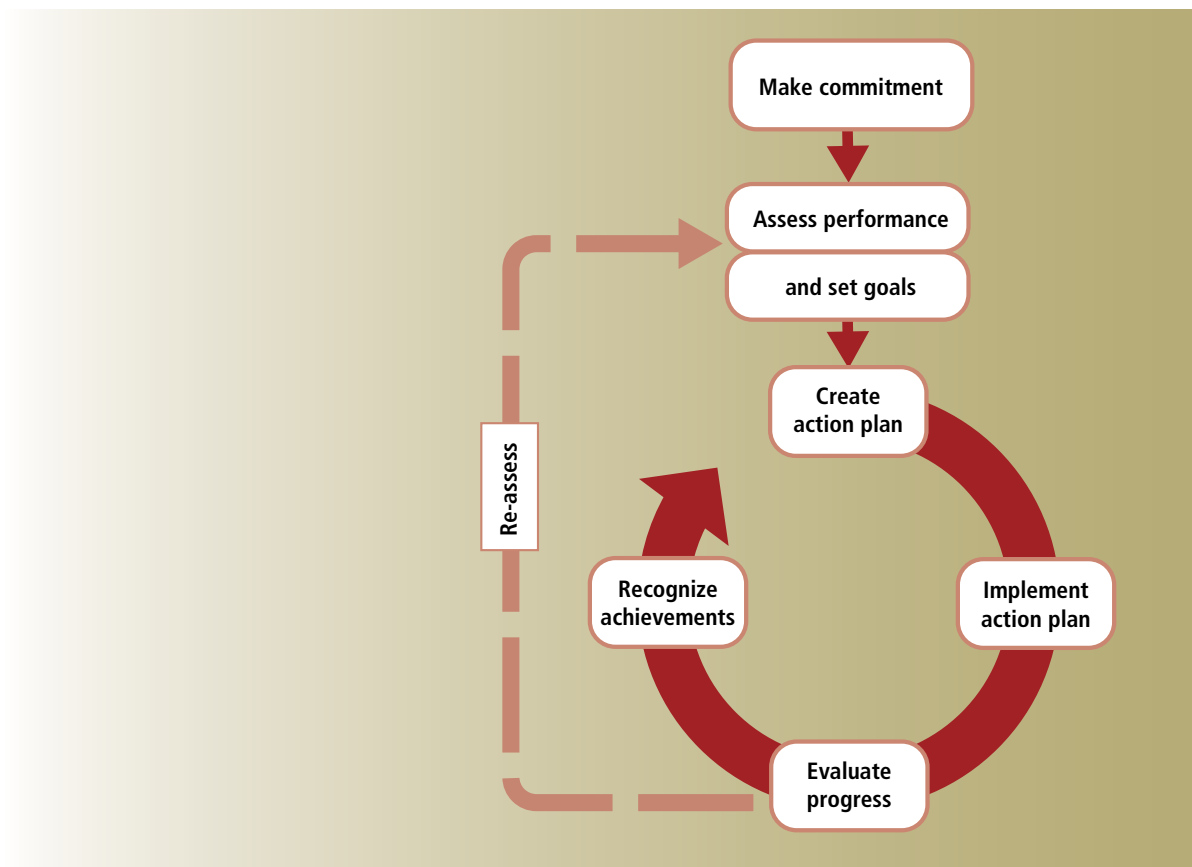 Make commitment
Assess performance
and set goals
Create
action plan
Re-assess
Recognize
achievements
Implement
action plan
Evaluate
progress